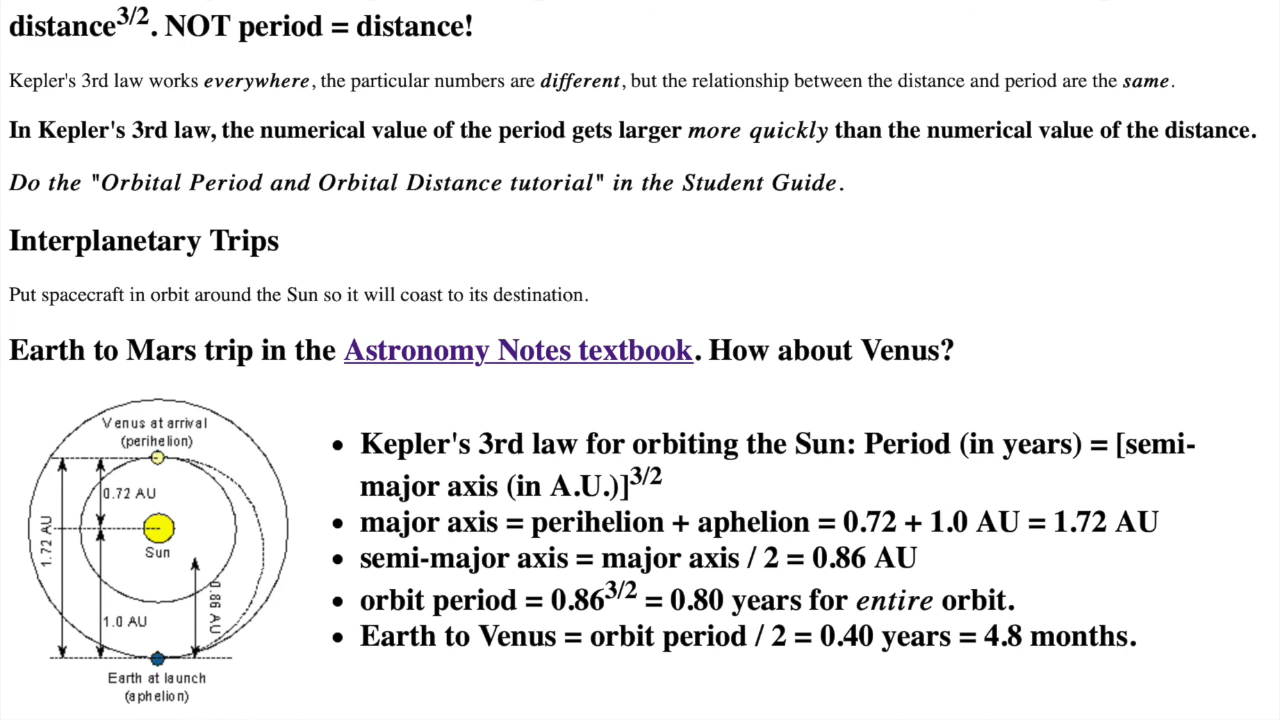 distance3/2. NOT period = distance!
Kepler's 3rd law works everywhere, the particular numbers are different, but the relationship between the distance and period are the same.
In Kepler's 3rd law, the numerical value of the period gets larger more quickly than the numerical value of the distance.
Do the "Orbital Period and Orbital Distance tutorial" in the Student Guide.
Interplanetary Trips
Put spacecraft in orbit around the Sun so it will coast to its destination.
Earth to Mars trip in the Astronomy Notes textbook. How about Venus?
Venus at arrival
(perihelion)
0.72 AU
1.72 AU
Sun
0.86 AU
1.0 AU
Earth at launch
(aphelion)
• Kepler's 3rd law for orbiting the Sun: Period (in years) = [semi-
major axis (in A.U.)]3/2
• major axis = perihelion + aphelion = 0.72 + 1.0 AU = 1.72 AU
• semi-major axis = major axis / 2 = 0.86 AU
• orbit period = 0.863/2 = 0.80 years for entire orbit.
• Earth to Venus = orbit period / 2 = 0.40 years = 4.8 months.